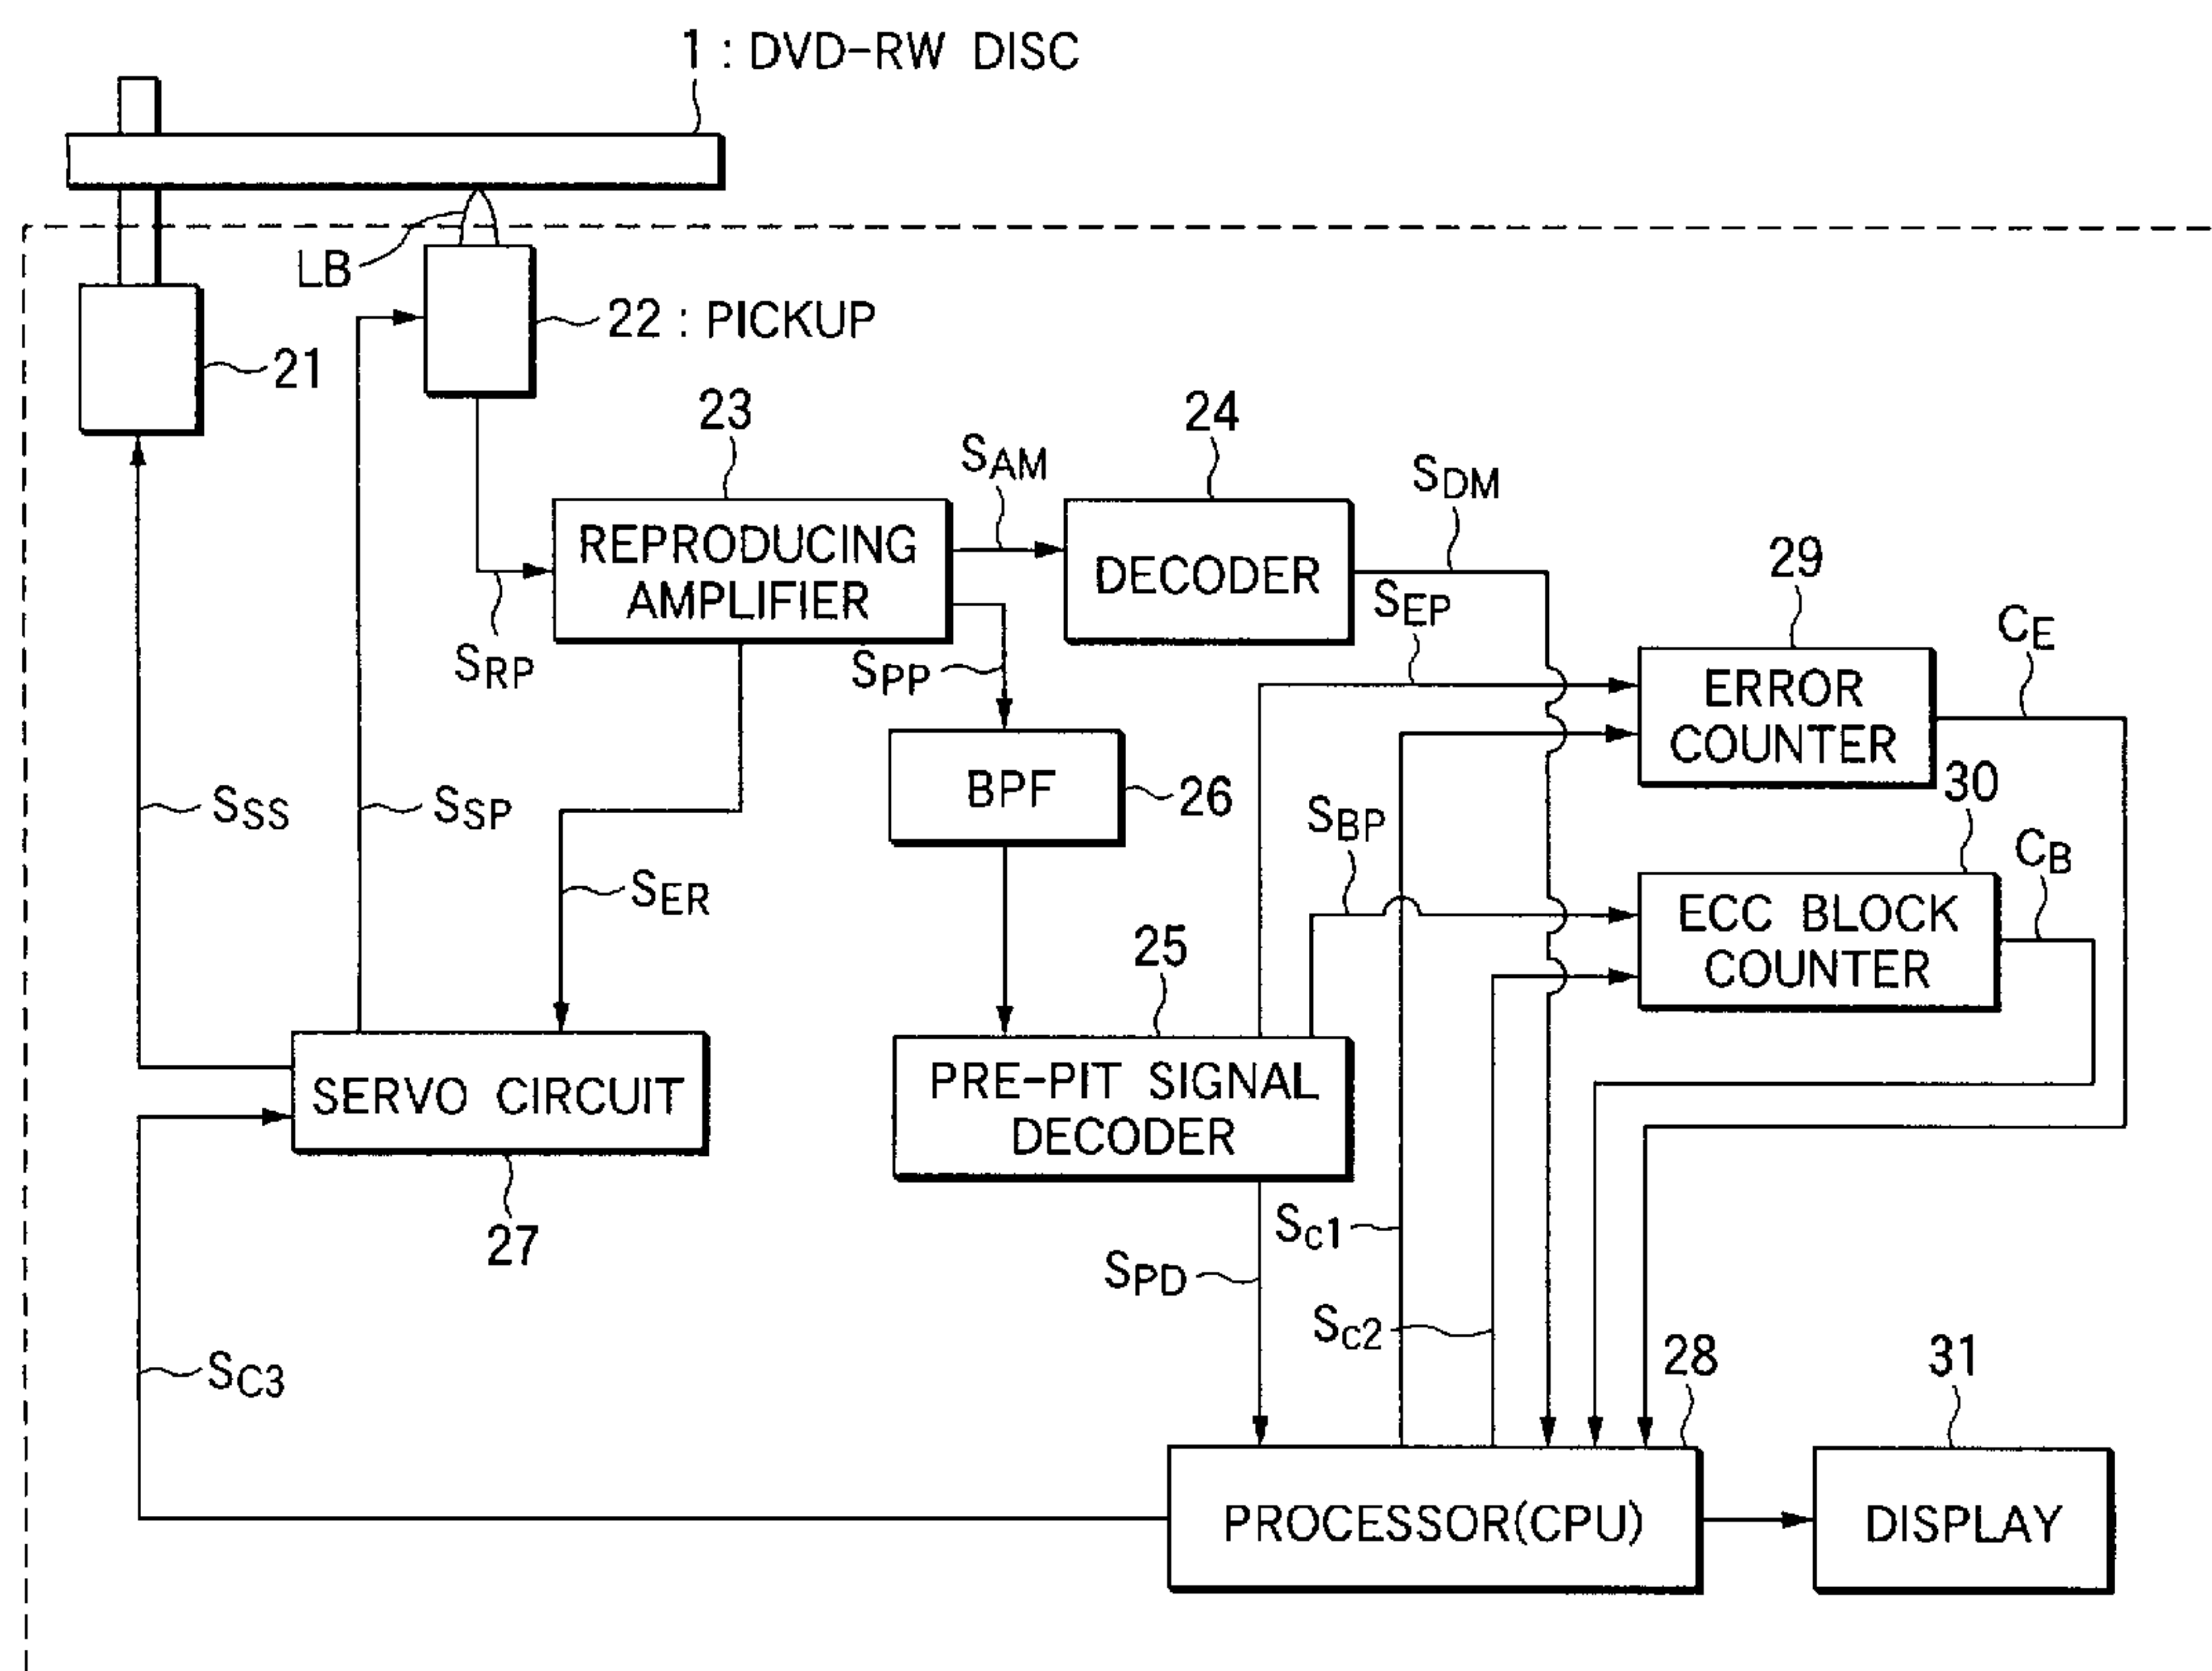 1 : DVD-RW DISC
LB
22 : PICKUP
21
23
24
SAM
SDM
REPRODUCING
AMPLIFIER
DECODER
29
SEP
CE
SRP
SPP
ERROR
COUNTER
BPF
26
30
SSS
SSP
SBP
CB
SER
ECC BLOCK
COUNTER
25
SERVO CIRCUIT
PRE-PIT SIGNAL
DECODER
27
SC1
SPD
SC2
28
31
SC3
PROCESSOR(CPU)
DISPLAY